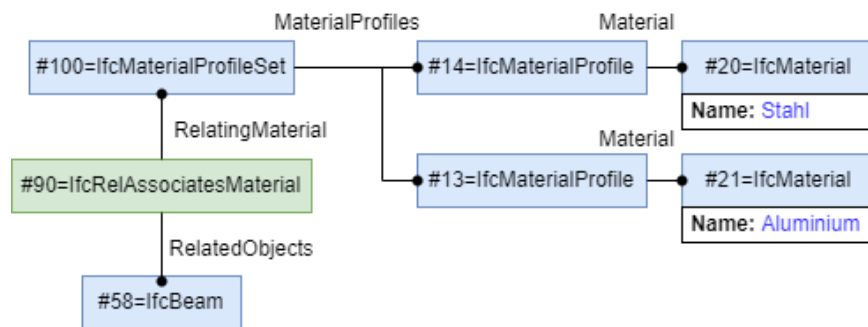 MaterialProfiles
Material
#100=IfcMaterialProfileSet
#14=IfcMaterialProfile
#20=IfcMaterial
Name: Stahl
RelatingMaterial
Material
#90=IfcRelAssociatesMaterial
#13=IfcMaterialProfile
#21=IfcMaterial
Name: Aluminium
RelatedObjects
#58=IfcBeam